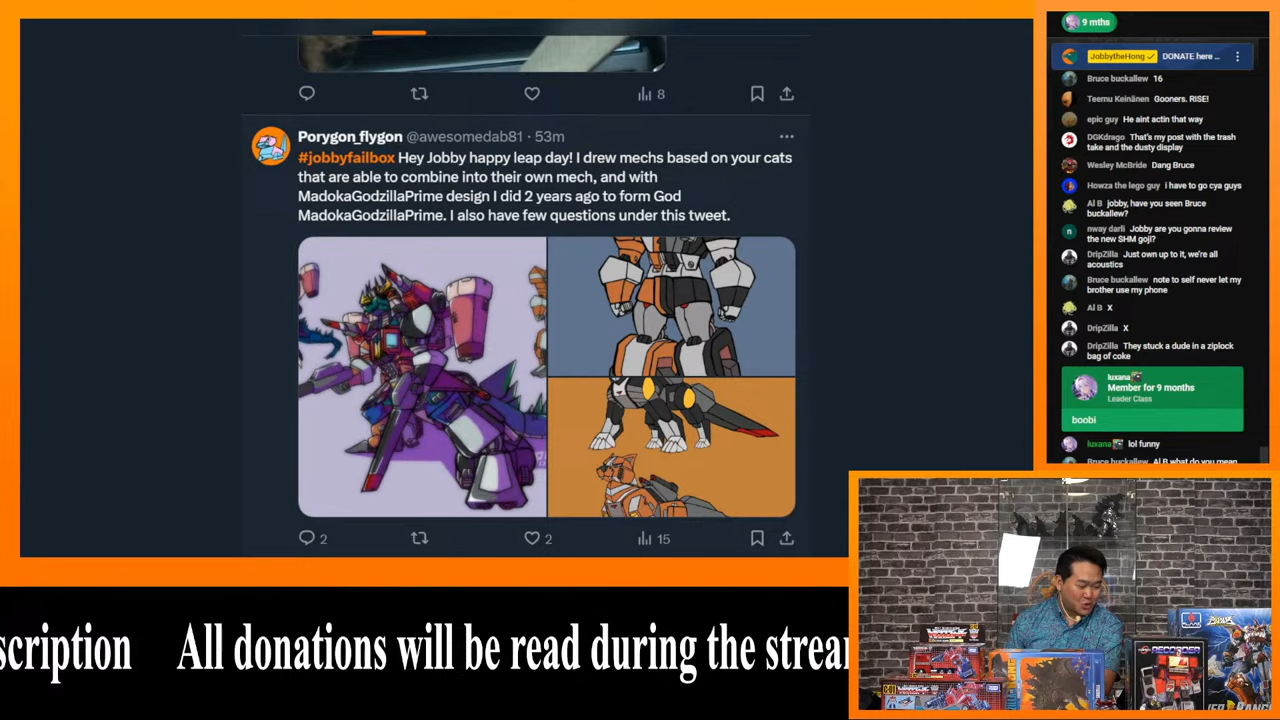 8
Porygon_flygon @awesomedab81 · 53m
#jobbyfailbox Hey Jobby happy leap day! I drew mechs based on your cats
that are able to combine into their own mech, and with
MadokaGodzillaPrime design I did 2 years ago to form God
MadokaGodzillaPrime. I also have few questions under this tweet.
2 2 15
9 mths
JobbytheHong DONATE here ...
Bruce buckallew 16
Teemu Keinänen Gooners. RISE!
epic guy He aint actin that way
DGKdrago That's my post with the trash
take and the dusty display
Wesley McBride Dang Bruce
Howza the lego guy i have to go cya guys
Al B jobby, have you seen Bruce
buckallew?
nway darli Jobby are you gonna review
the new SHM goji?
DripZilla Just own up to it, we're all
acoustics
Bruce buckallew note to self never let my
brother use my phone
Al B X
DripZilla X
DripZilla They stuck a dude in a ziplock
bag of coke
luxana
Member for 9 months
Leader Class
boobi
luxana lol funny
Bruce buckallew Al B what do you mean
scription All donations will be read during the strea
RECORDER